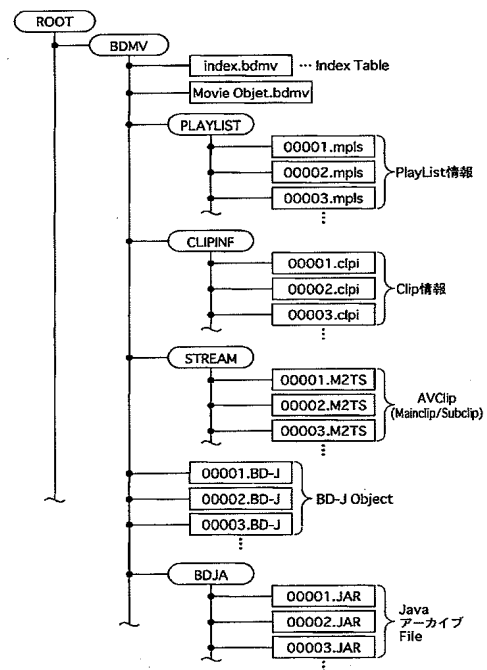 ROOT
BDMV
index.bdmv … Index Table
Movie Objet.bdmv
PLAYLIST
00001.mpls
00002.mpls
PlayList情報
00003.mpls
⋮
CLIPINF
00001.clpi
00002.clpi
Clip情報
00003.clpi
⋮
STREAM
00001.M2TS
00002.M2TS
AVClip
(Mainclip/Subclip)
00003.M2TS
⋮
00001.BD-J
00002.BD-J
BD-J Object
00003.BD-J
⋮
BDJA
00001.JAR
00002.JAR
Java
アーカイブ
File
00003.JAR
⋮